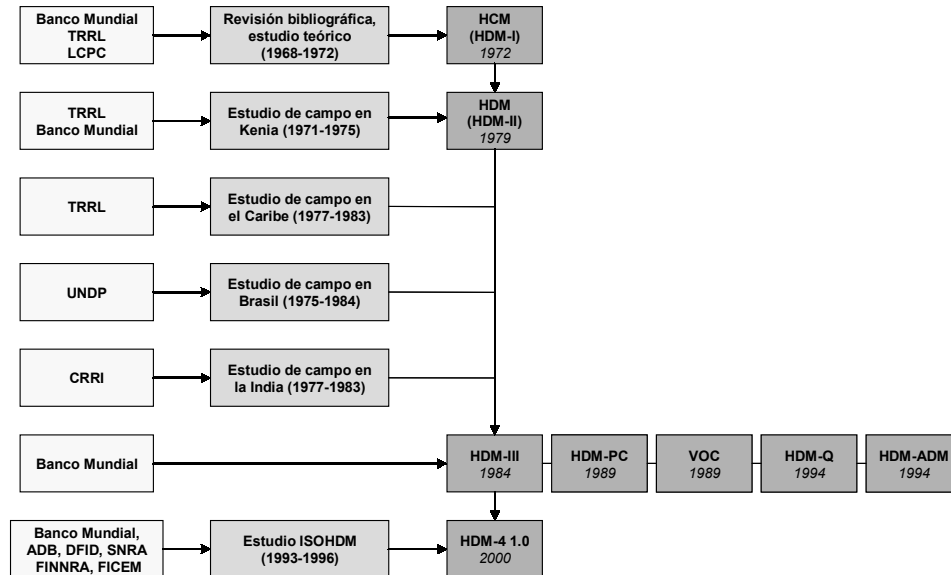 Banco Mundial
TRRL
LCPC
Revisión bibliográfica,
estudio teórico
(1968-1972)
HCM
(HDM-I)
1972
TRRL
Banco Mundial
Estudio de campo en
Kenia (1971-1975)
HDM
(HDM-II)
1979
TRRL
Estudio de campo en
el Caribe (1977-1983)
UNDP
Estudio de campo en
Brasil (1975-1984)
CRRI
Estudio de campo en
la India (1977-1983)
Banco Mundial
HDM-III
1984
HDM-PC
1989
VOC
1989
HDM-Q
1994
HDM-ADM
1994
Banco Mundial,
ADB, DFID, SNRA
FINNRA, FICEM
Estudio ISOHDM
(1993-1996)
HDM-4 1.0
2000